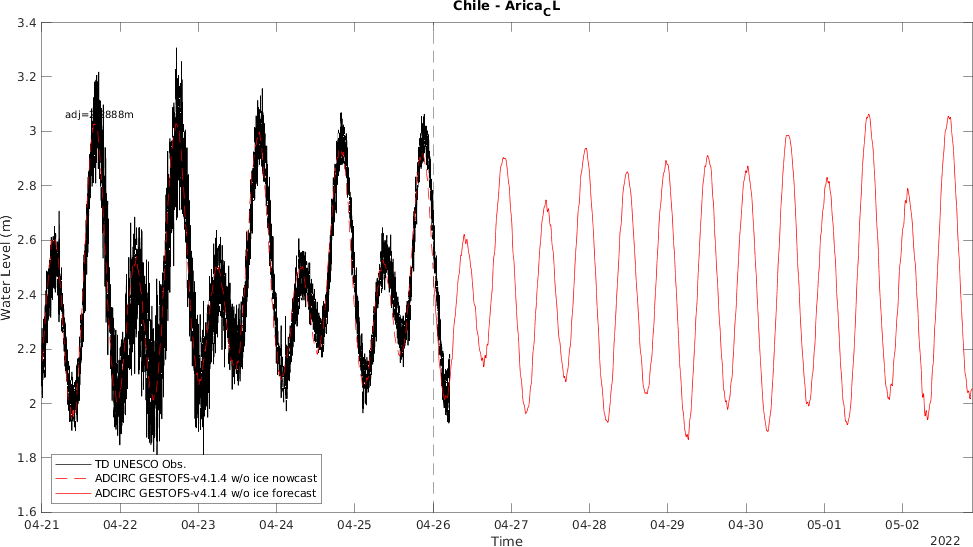 Chile - AricaCL
3.4
3.2
3
2.8
2.6
2.4
2.2
2
1.8
1.6
Water Level (m)
TD UNESCO Obs.
ADCIRC GESTOFS-v4.1.4 w/o ice nowcast
ADCIRC GESTOFS-v4.1.4 w/o ice forecast
04-21 04-22 04-23 04-24 04-25 04-26 04-27 04-28 04-29 04-30 05-01 05-02
Time
2022